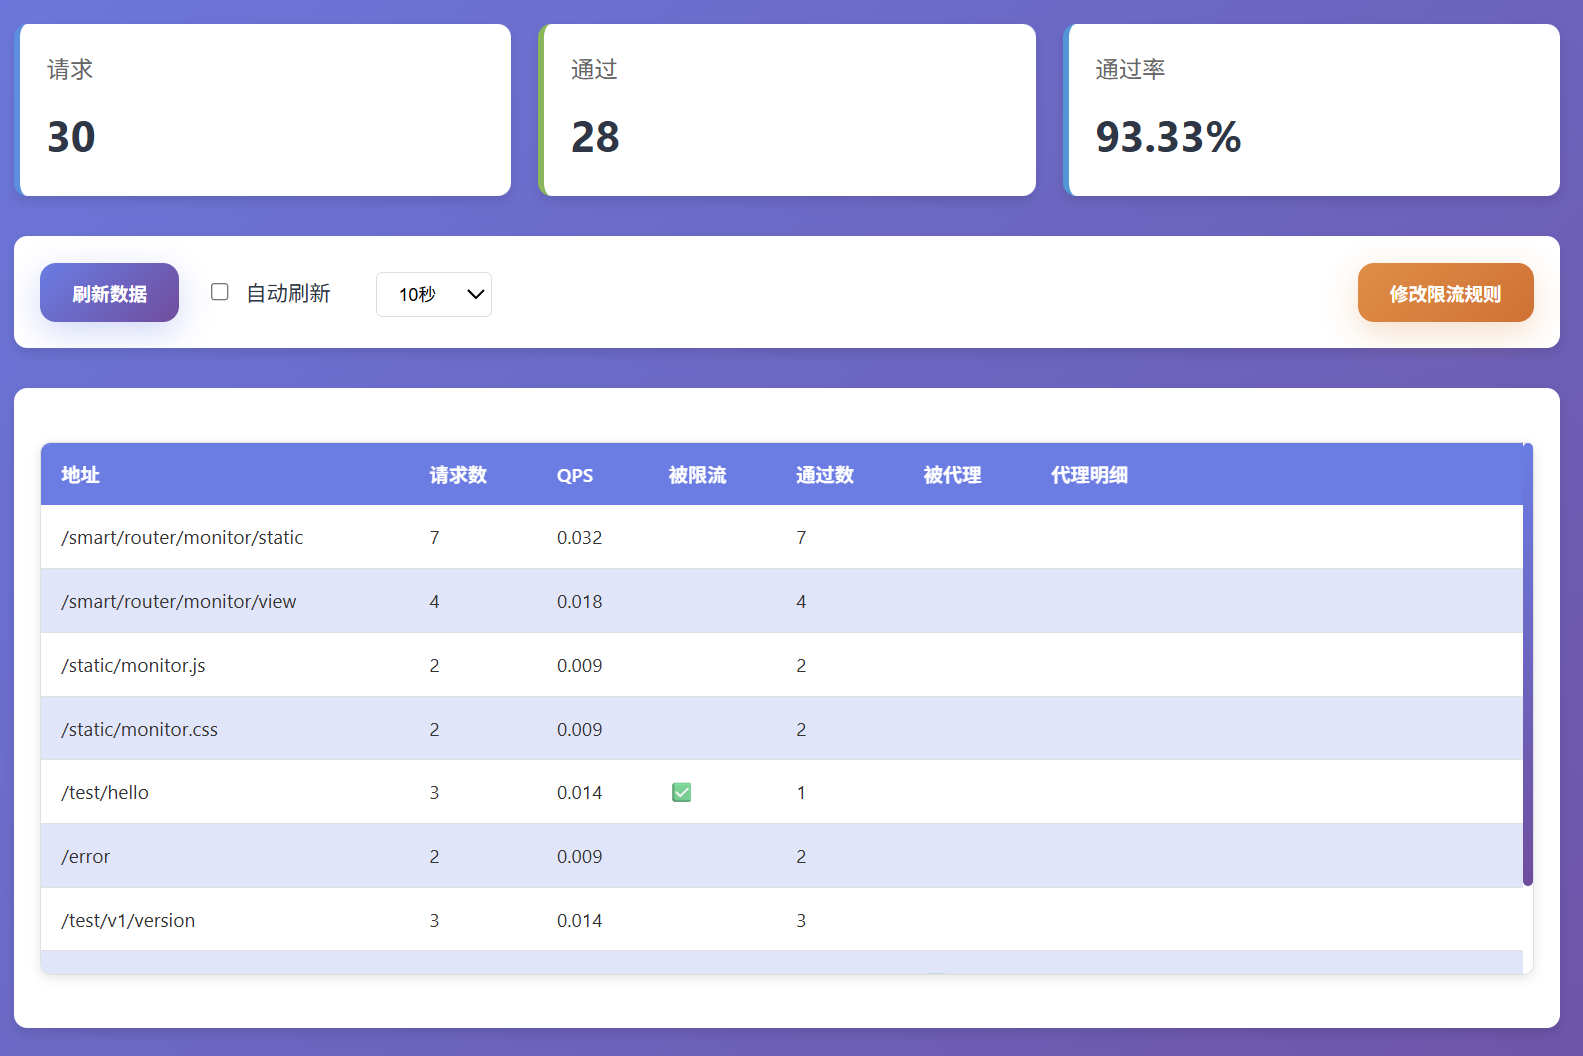 请求
30
通过
28
通过率
93.33%
刷新数据 自动刷新 10秒 修改限流规则
地址 请求数 QPS 被限流 通过数 被代理 代理明细
/smart/router/monitor/static 7 0.032 7
/smart/router/monitor/view 4 0.018 4
/static/monitor.js 2 0.009 2
/static/monitor.css 2 0.009 2
/test/hello 3 0.014 ✅ 1
/error 2 0.009 2
/test/v1/version 3 0.014 3